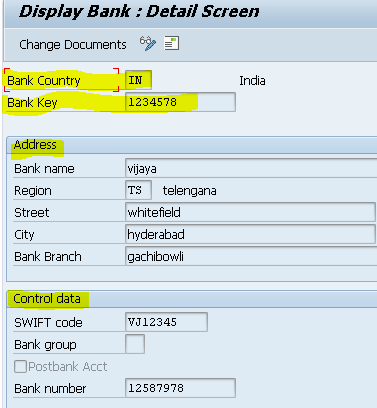 Display Bank : Detail Screen
Change Documents
Bank Country IN India
Bank Key 1234578
Address
Bank name vijaya
Region TS telengana
Street whitefield
City hyderabad
Bank Branch gachibowli
Control data
SWIFT code VJ12345
Bank group
Postbank Acct
Bank number 12587978